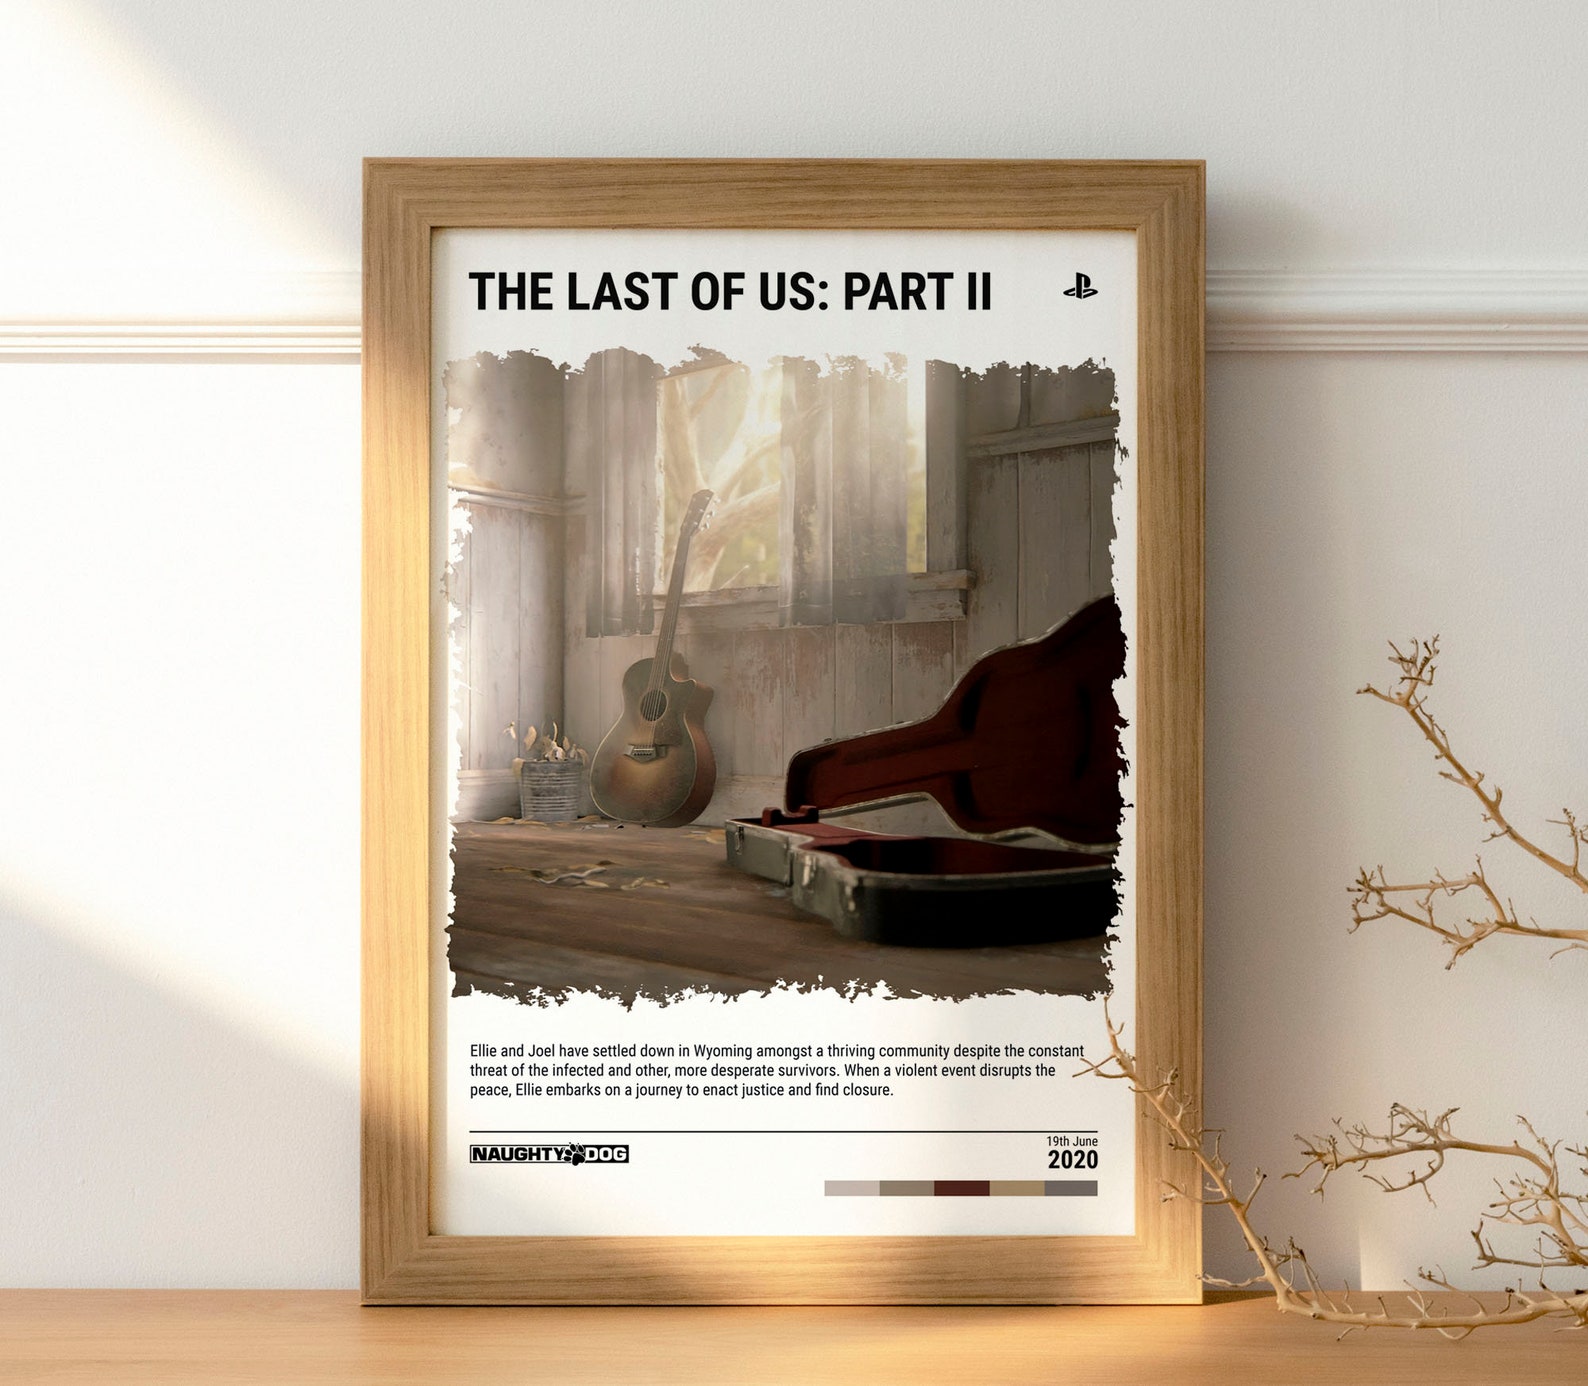 THE LAST OF US: PART II
Ellie and Joel have settled down in Wyoming amongst a thriving community despite the constant
threat of the infected and other, more desperate survivors. When a violent event disrupts the
peace, Ellie embarks on a journey to enact justice and find closure.
NAUGHTY DOG
19th June
2020